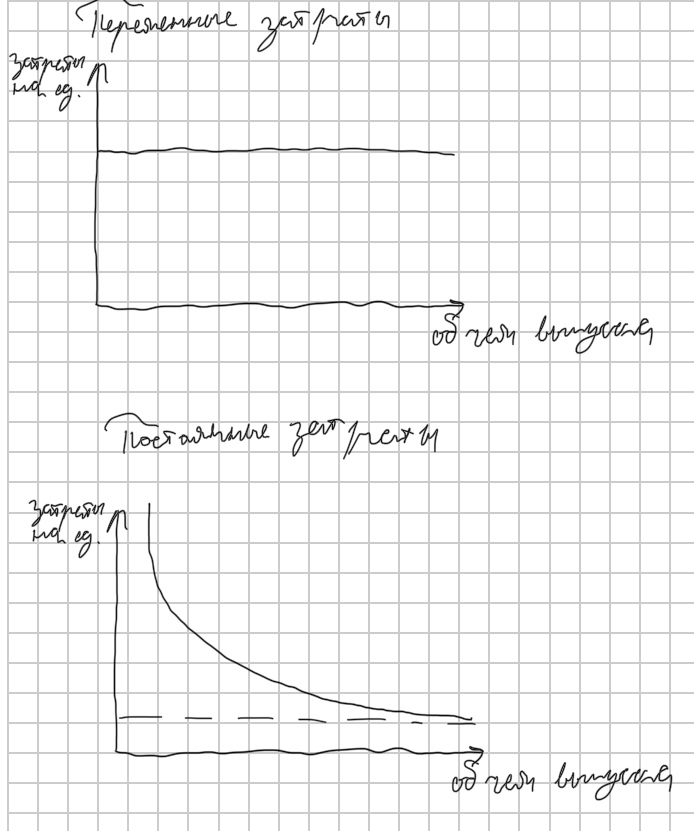 Переменные затраты
затраты
на ед.
объем выпуска
Постоянные затраты
затраты
на ед.
объем выпуска